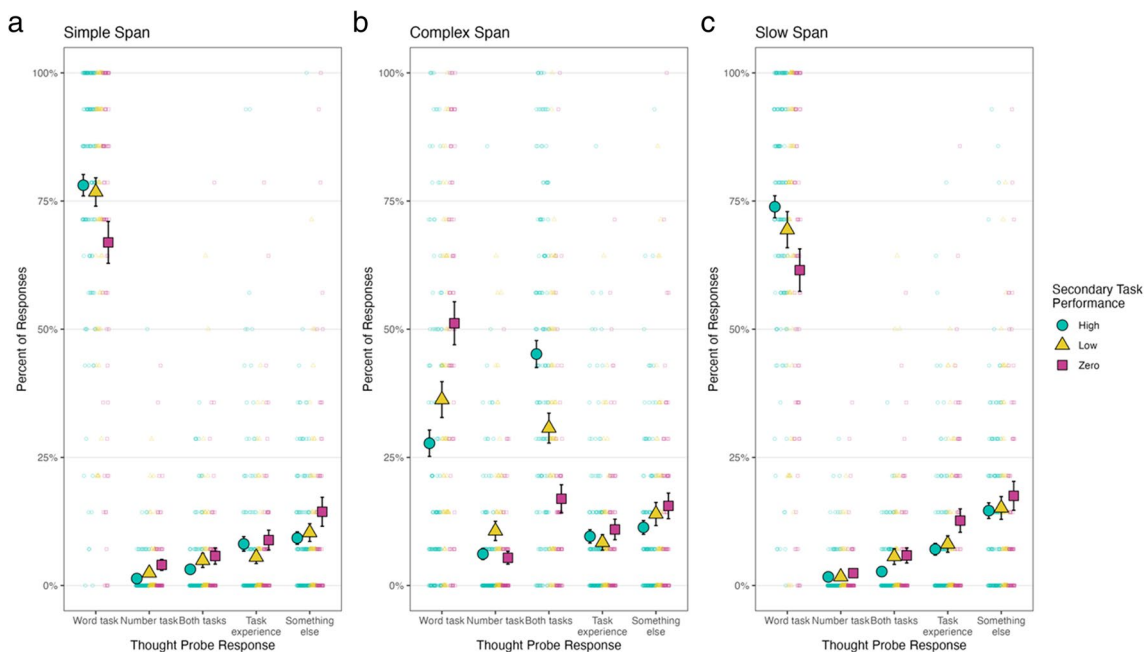 a
Simple Span
100%
75%
50%
25%
0%
Percent of Responses
Word task Number task Both tasks Task experience Something else
Thought Probe Response
b
Complex Span
100%
75%
50%
25%
0%
Percent of Responses
Word task Number task Both tasks Task experience Something else
Thought Probe Response
c
Slow Span
100%
75%
50%
25%
0%
Percent of Responses
Word task Number task Both tasks Task experience Something else
Thought Probe Response
Secondary Task
Performance
High
Low
Zero